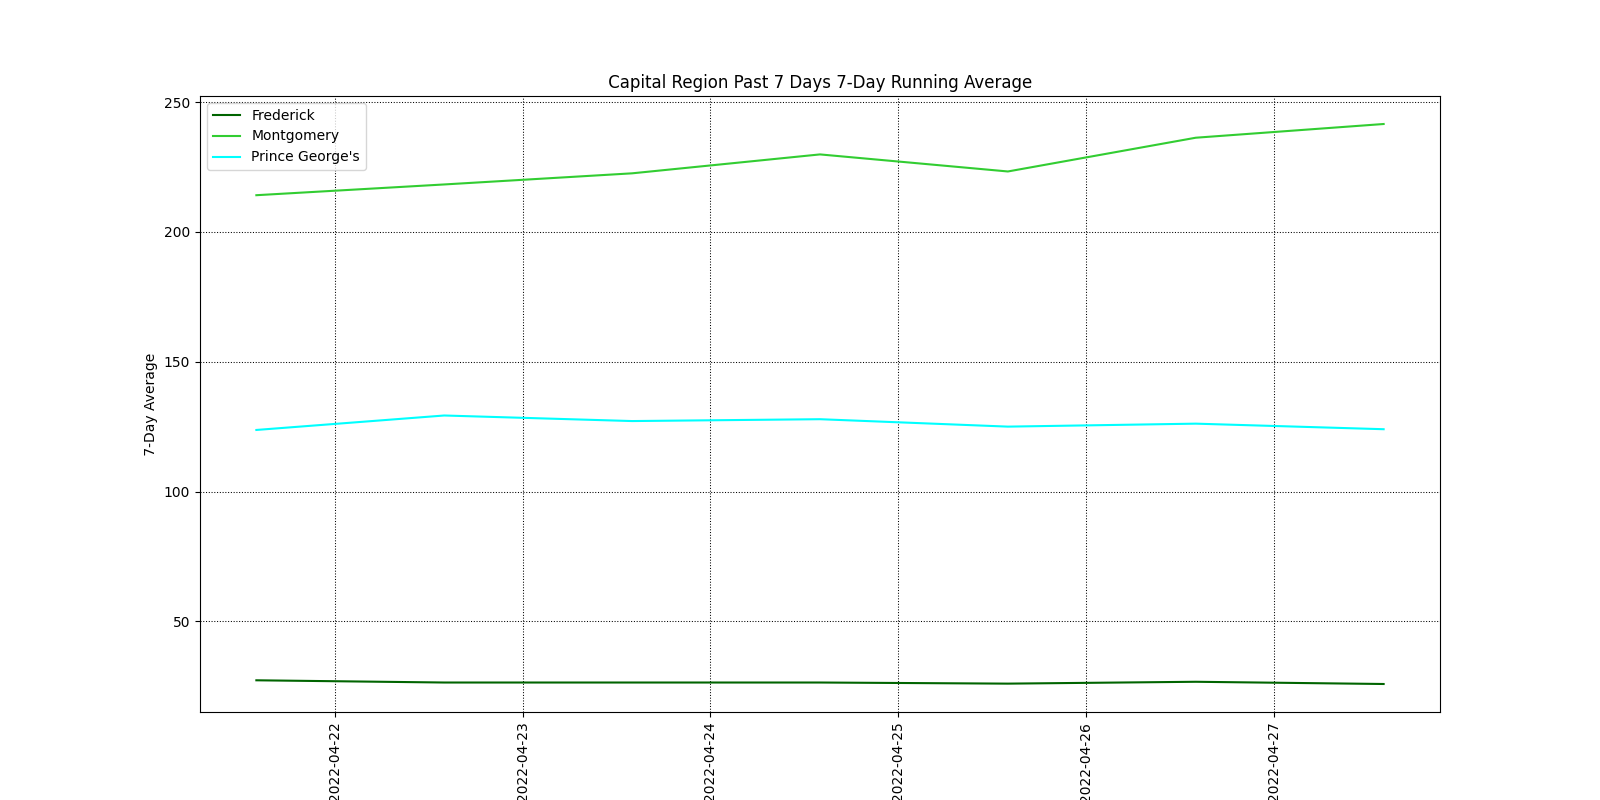 Capital Region Past 7 Days 7-Day Running Average
250
200
150
100
50
7-Day Average
Frederick
Montgomery
Prince George's
2022-04-22
2022-04-23
2022-04-24
2022-04-25
2022-04-26
2022-04-27